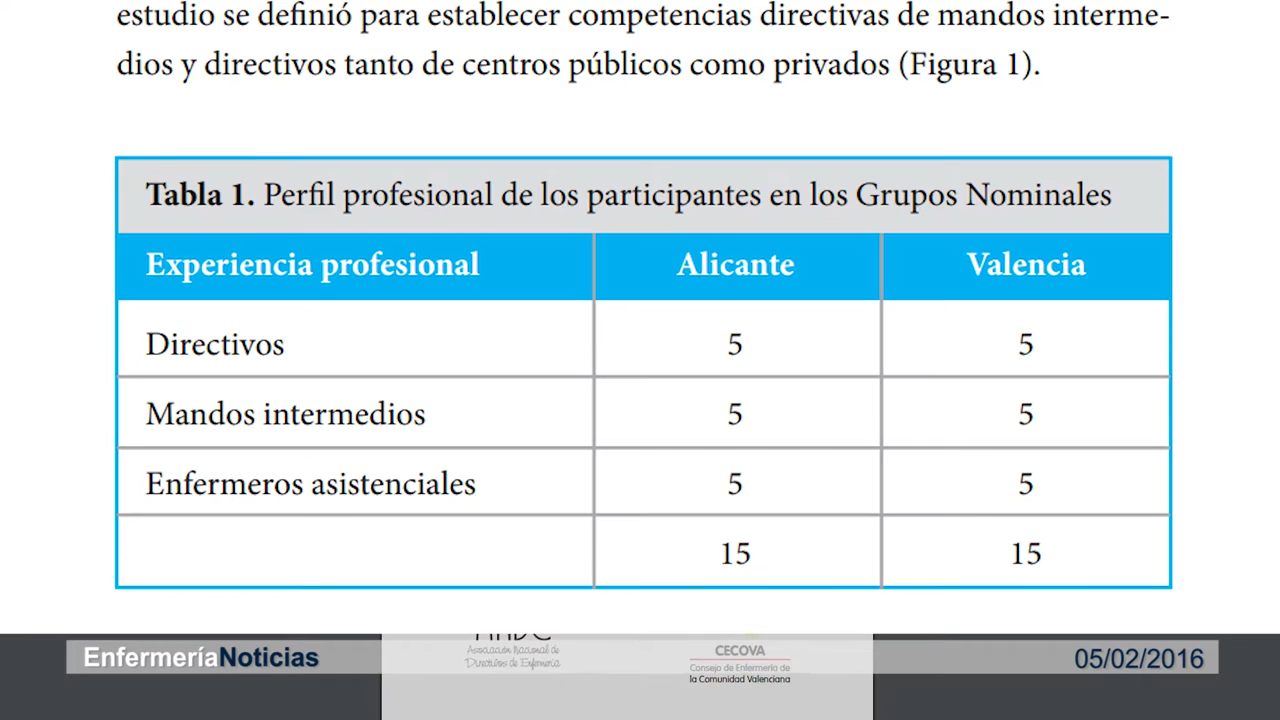 estudio se definió para establecer competencias directivas de mandos interme-
dios y directivos tanto de centros públicos como privados (Figura 1).
Tabla 1. Perfil profesional de los participantes en los Grupos Nominales
Experiencia profesional Alicante Valencia
Directivos 5 5
Mandos intermedios 5 5
Enfermeros asistenciales 5 5
15 15
EnfermeríaNoticias
Asociación Nacional de
Directivos de Enfermería
CECOVA
Consejo de Enfermería de
la Comunidad Valenciana
05/02/2016